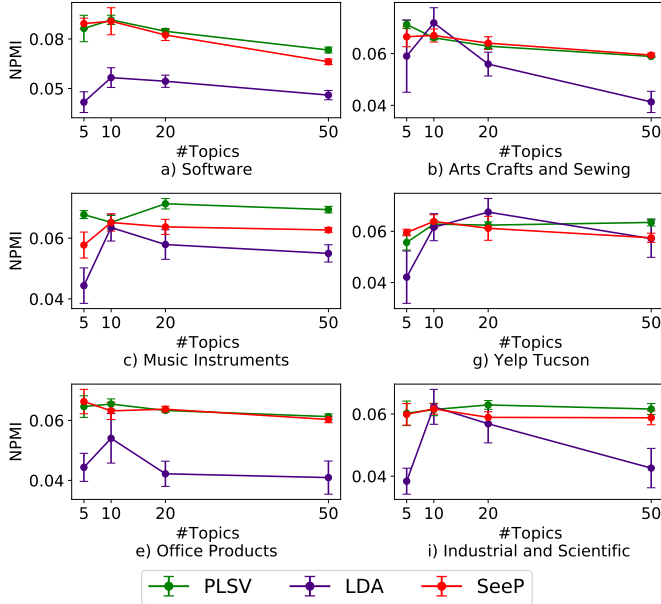 NPMI
0.08
0.05
5 10 20 50
#Topics
a) Software
0.06
0.04
5 10 20 50
#Topics
b) Arts Crafts and Sewing
NPMI
0.06
0.04
5 10 20 50
#Topics
c) Music Instruments
0.06
0.04
5 10 20 50
#Topics
g) Yelp Tucson
NPMI
0.06
0.04
5 10 20 50
#Topics
e) Office Products
0.06
0.04
5 10 20 50
#Topics
i) Industrial and Scientific
PLSV LDA SeeP